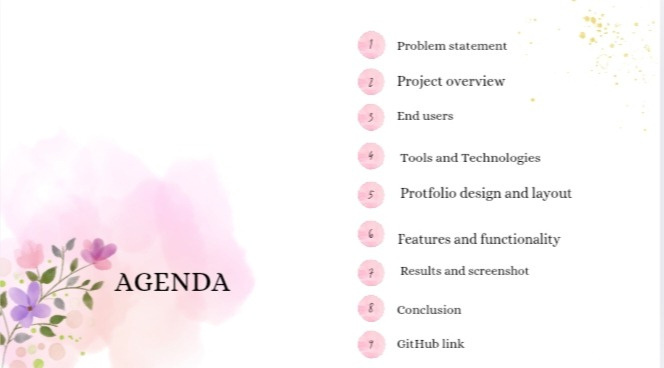 AGENDA
1 Problem statement
2 Project overview
3 End users
4 Tools and Technologies
5 Protfolio design and layout
6 Features and functionality
7 Results and screenshot
8 Conclusion
9 GitHub link